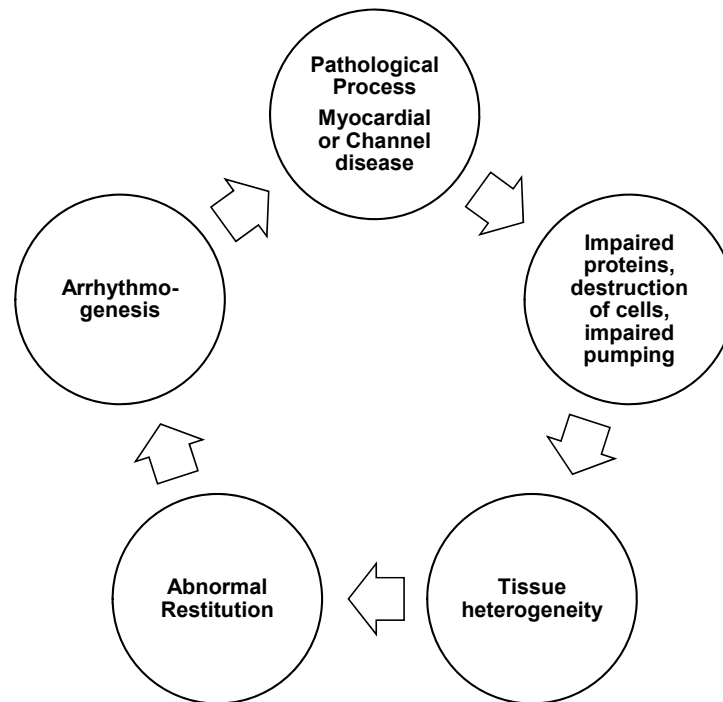 Pathological
Process
Myocardial
or Channel
disease
Impaired
proteins,
destruction
of cells,
impaired
pumping
Tissue
heterogeneity
Abnormal
Restitution
Arrhythmo-
genesis